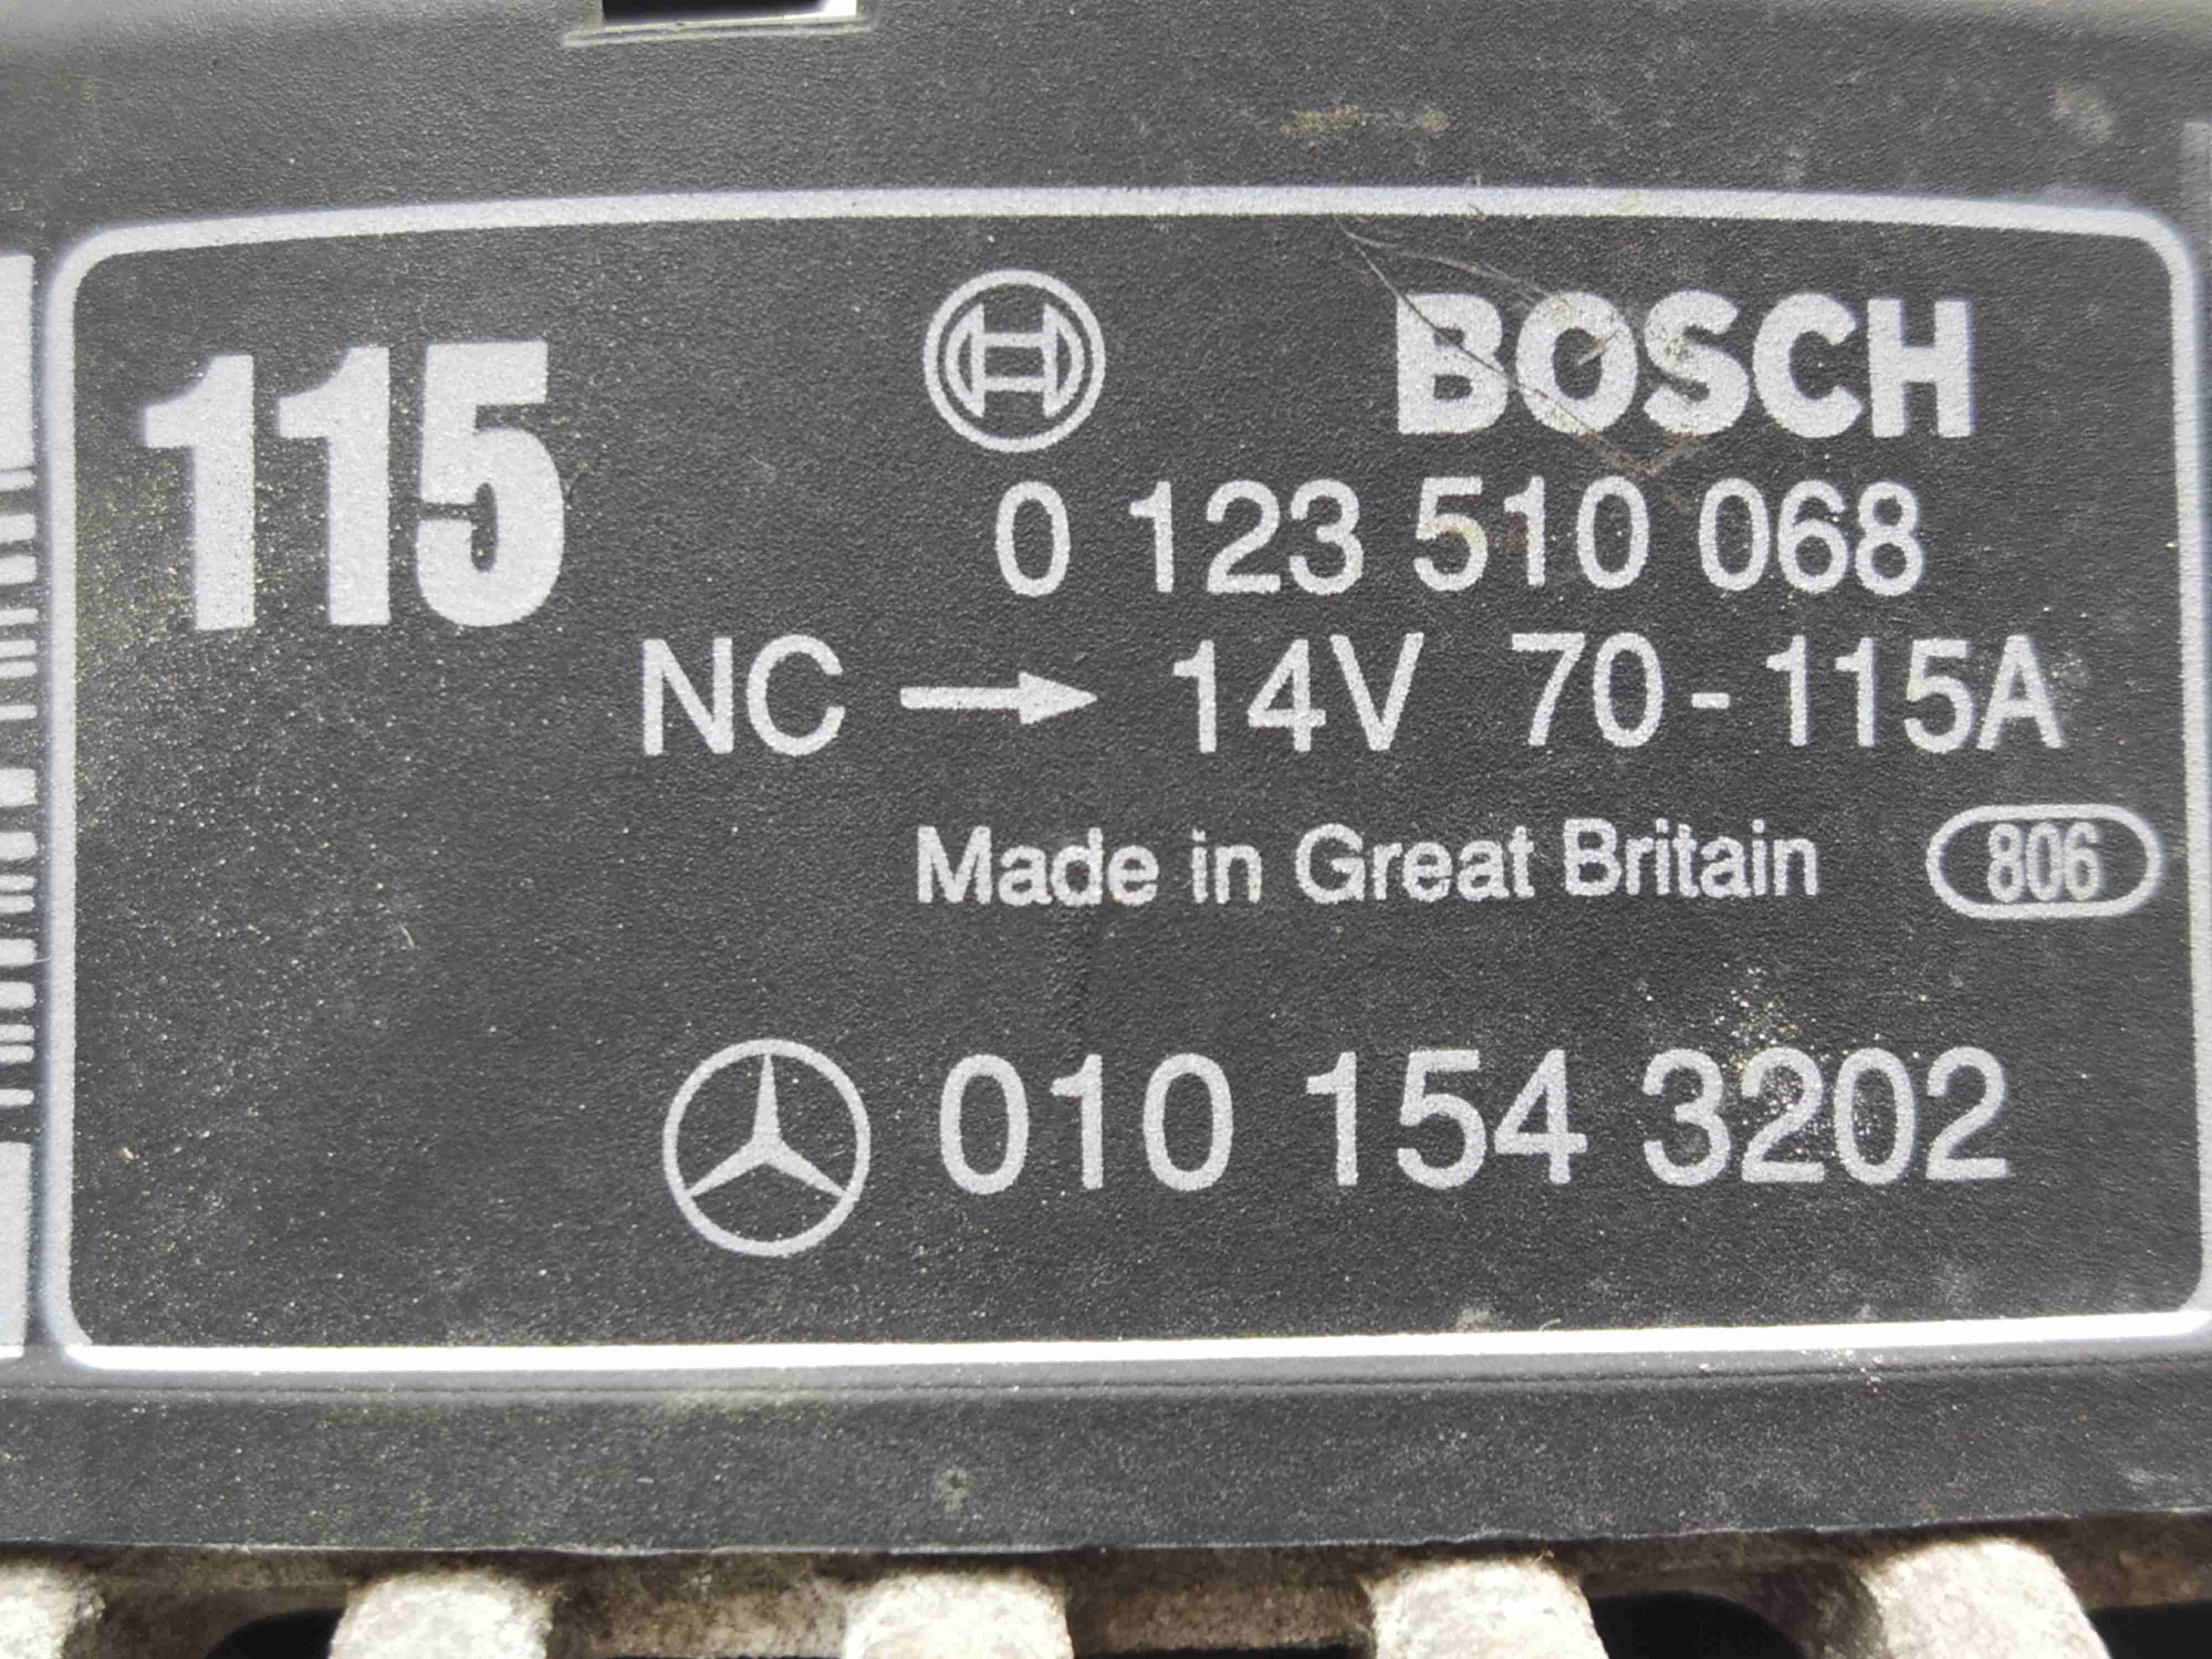 115
BOSCH
0 123 510 068
NC → 14V 70 - 115A
Made in Great Britain 806
010 154 3202